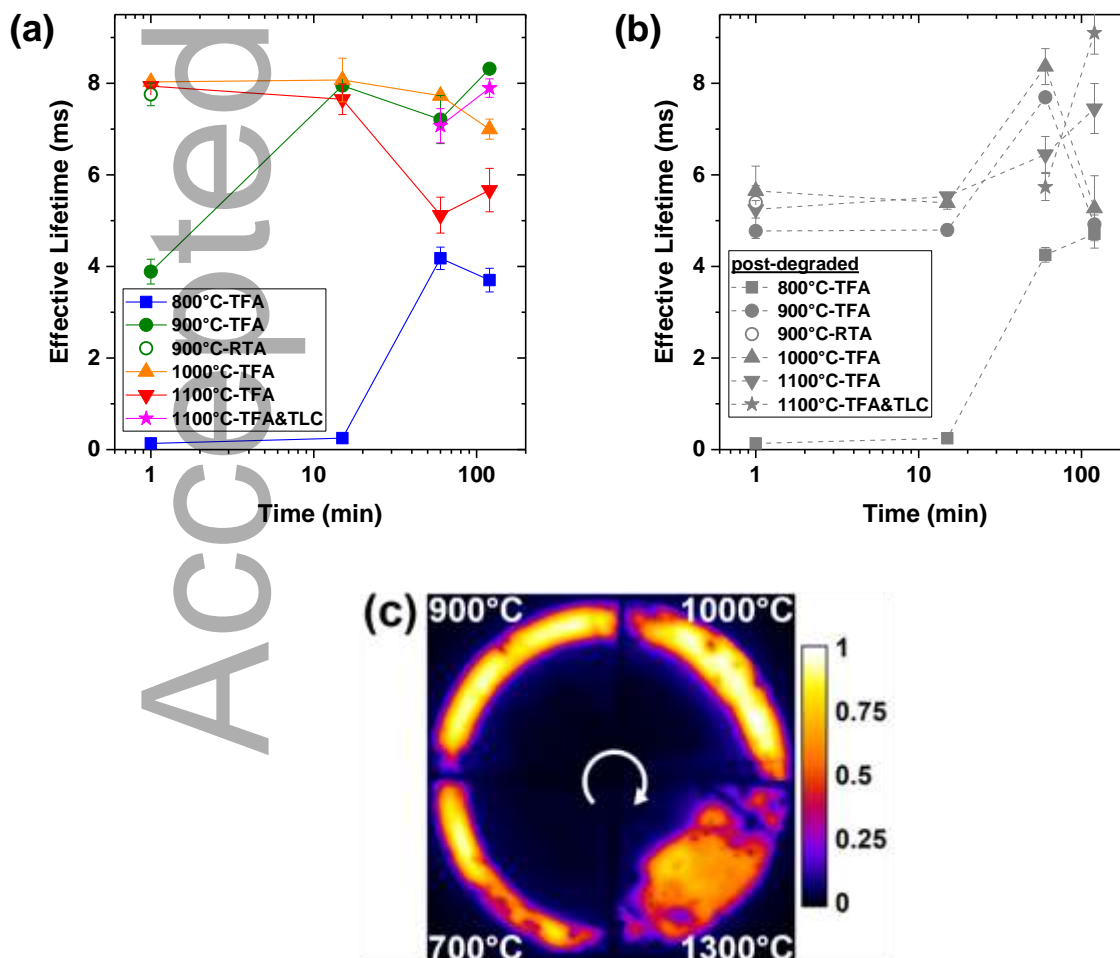 (a)
Accepted
Effective Lifetime (ms)
8
6
4
2
0
800°C-TFA
900°C-TFA
900°C-RTA
1000°C-TFA
1100°C-TFA
1100°C-TFA&TLC
1
10
100
Time (min)
(b)
Effective Lifetime (ms)
8
6
4
2
0
post-degraded
800°C-TFA
900°C-TFA
900°C-RTA
1000°C-TFA
1100°C-TFA
1100°C-TFA&TLC
1
10
100
Time (min)
(c)
900°C
1000°C
700°C
1300°C
1
0.75
0.5
0.25
0